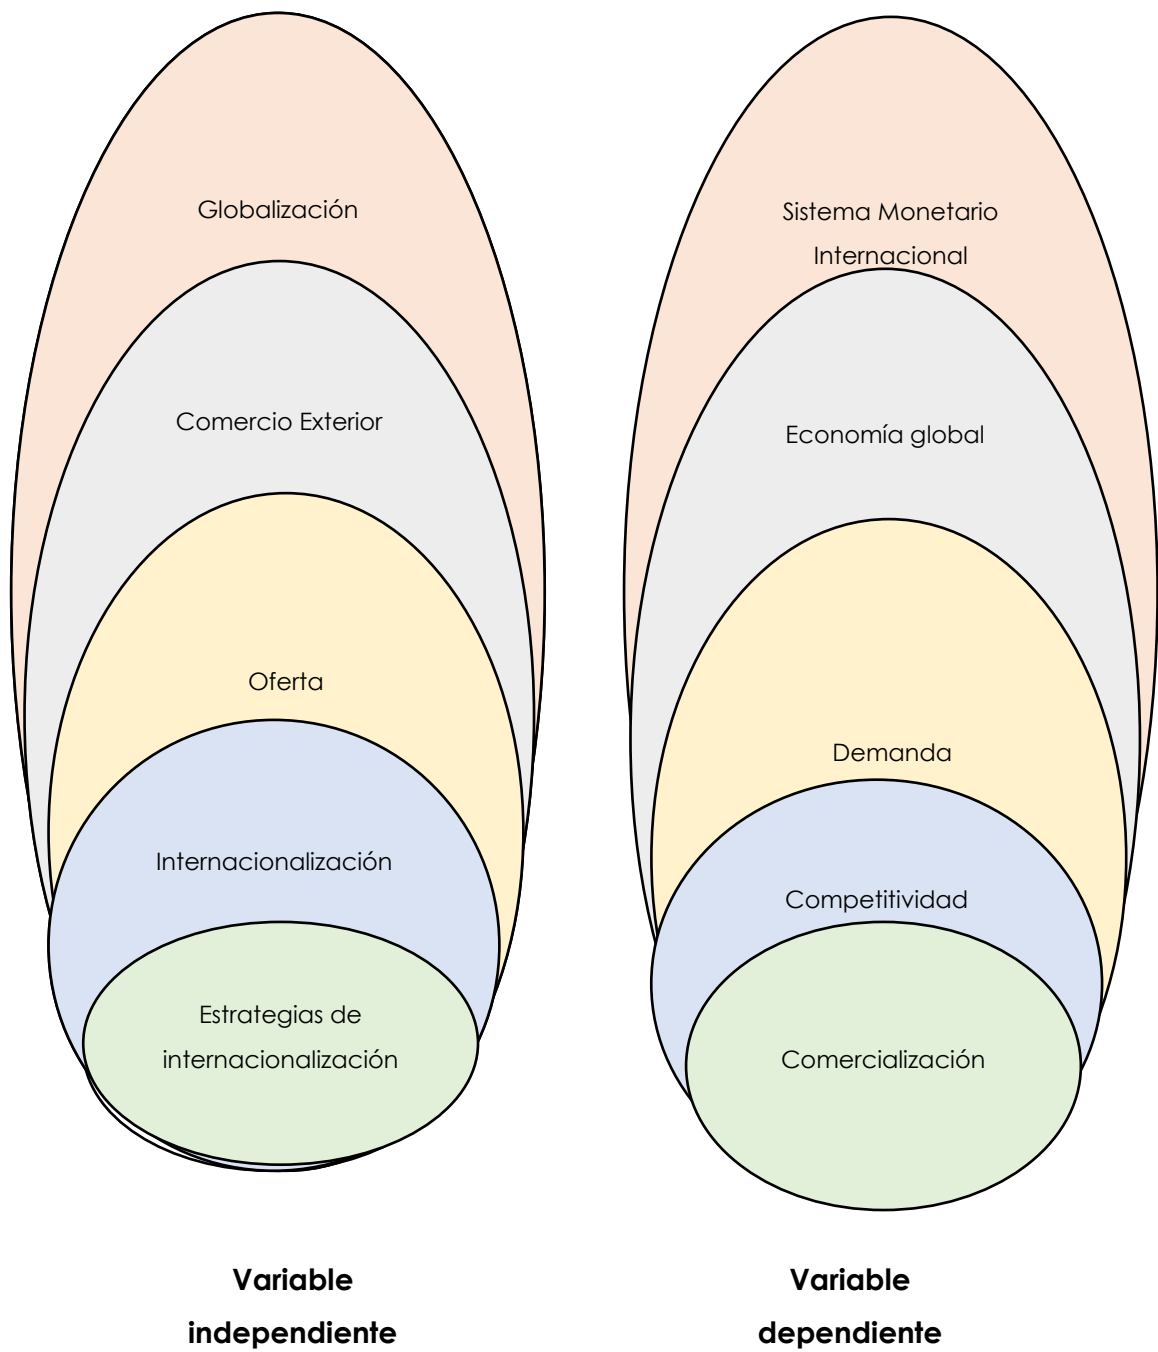 Globalización
Comercio Exterior
Oferta
Internacionalización
Estrategias de
internacionalización
Variable
independiente
Sistema Monetario
Internacional
Economía global
Demanda
Competitividad
Comercialización
Variable
dependiente